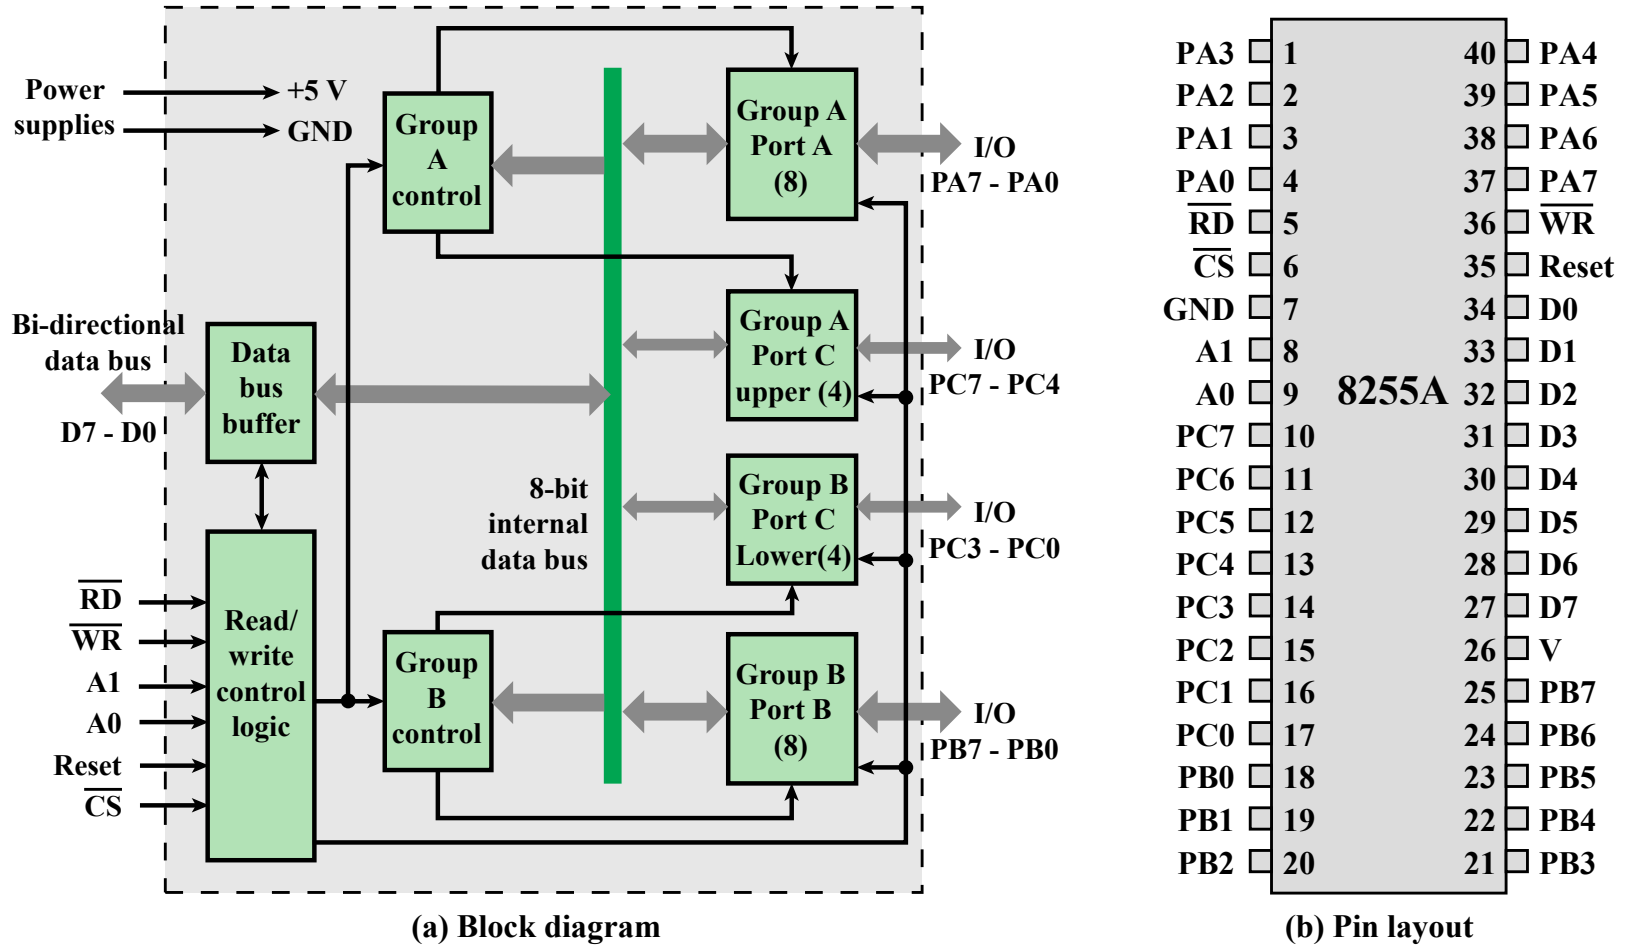 Power
supplies
+5 V
GND
Group
A
control
Group A
Port A
(8)
I/O
PA7 - PA0
Bi-directional
data bus
D7 - D0
Data
bus
buffer
Group A
Port C
upper (4)
I/O
PC7 - PC4
8-bit
internal
data bus
Group B
Port C
Lower(4)
I/O
PC3 - PC0
R̅D̅
W̅R̅
A1
A0
Reset
C̅S̅
Read/
write
control
logic
Group
B
control
Group B
Port B
(8)
I/O
PB7 - PB0
(a) Block diagram
PA3 1 40 PA4
PA2 2 39 PA5
PA1 3 38 PA6
PA0 4 37 PA7
R̅D̅ 5 36 W̅R̅
C̅S̅ 6 35 Reset
GND 7 34 D0
A1 8 33 D1
A0 9 8255A 32 D2
PC7 10 31 D3
PC6 11 30 D4
PC5 12 29 D5
PC4 13 28 D6
PC3 14 27 D7
PC2 15 26 V
PC1 16 25 PB7
PC0 17 24 PB6
PB0 18 23 PB5
PB1 19 22 PB4
PB2 20 21 PB3
(b) Pin layout